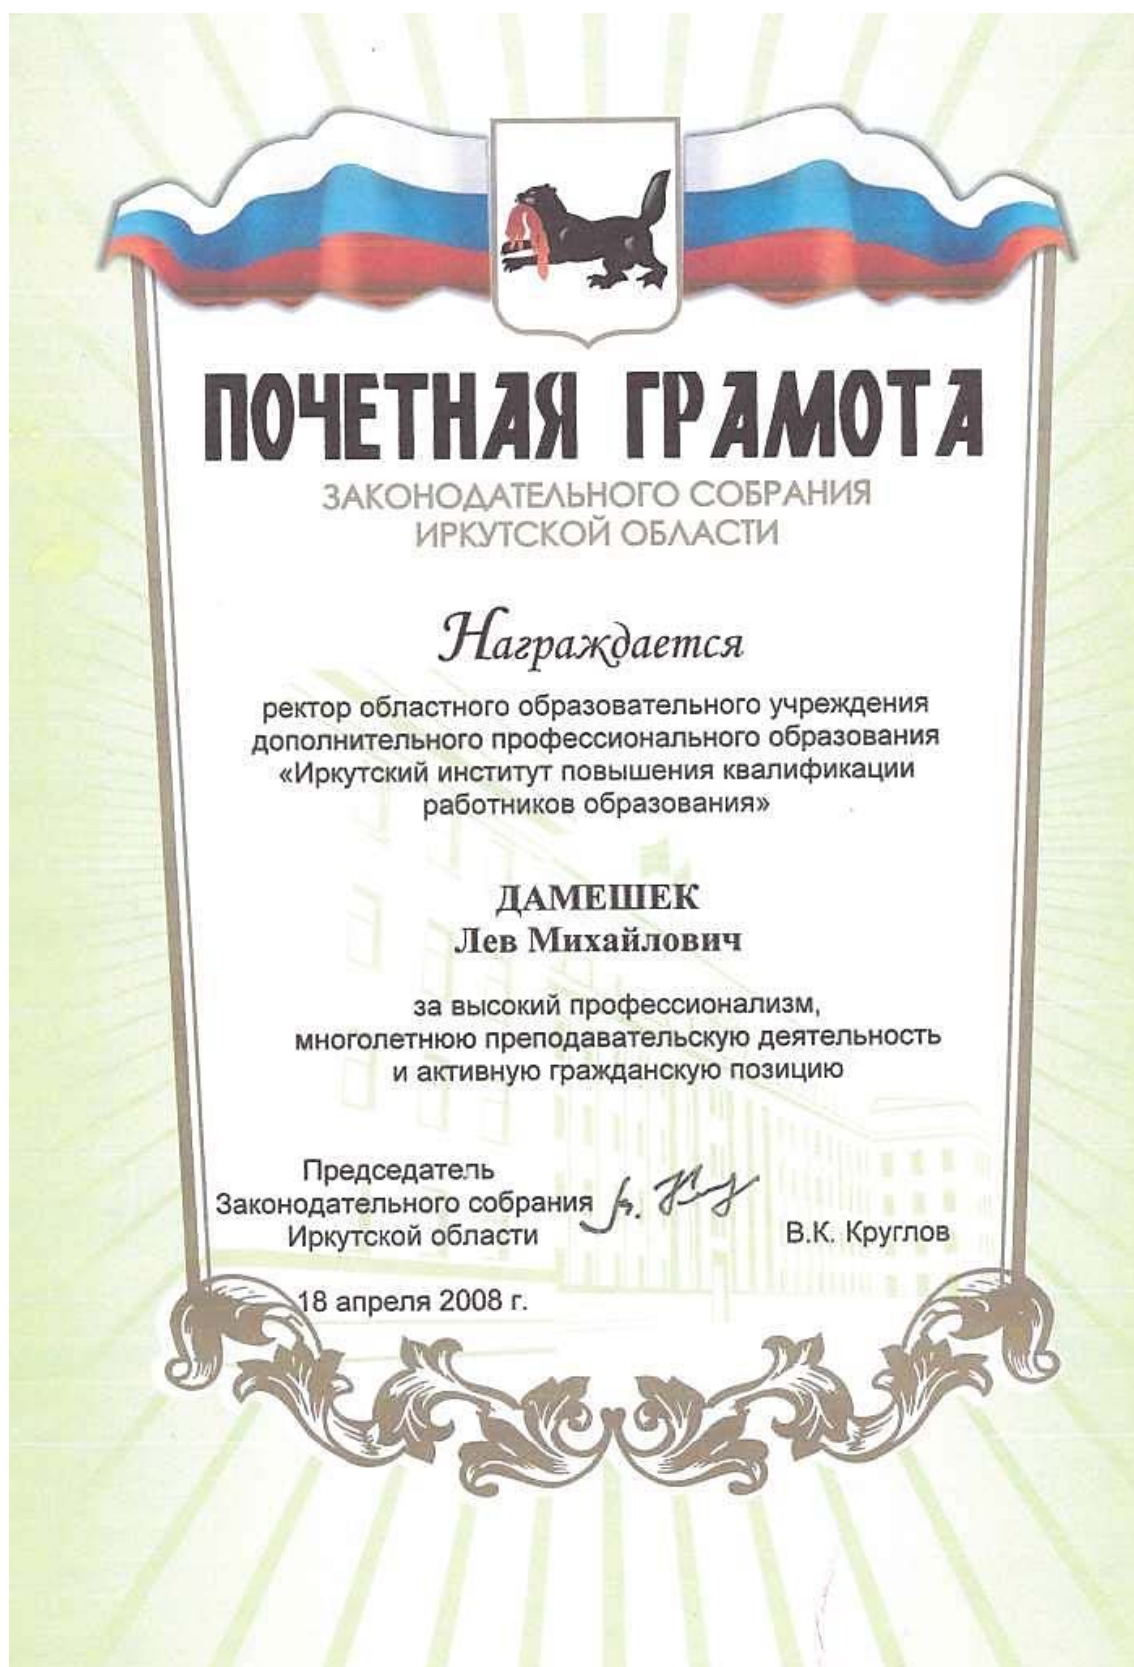 ПОЧЕТНАЯ ГРАМОТА
ЗАКОНОДАТЕЛЬНОГО СОБРАНИЯ
ИРКУТСКОЙ ОБЛАСТИ
Награждается
ректор областного образовательного учреждения
дополнительного профессионального образования
«Иркутский институт повышения квалификации
работников образования»
ДАМЕШЕК
Лев Михайлович
за высокий профессионализм,
многолетнюю преподавательскую деятельность
и активную гражданскую позицию
Председатель
Законодательного собрания
Иркутской области
В.К. Круглов
18 апреля 2008 г.